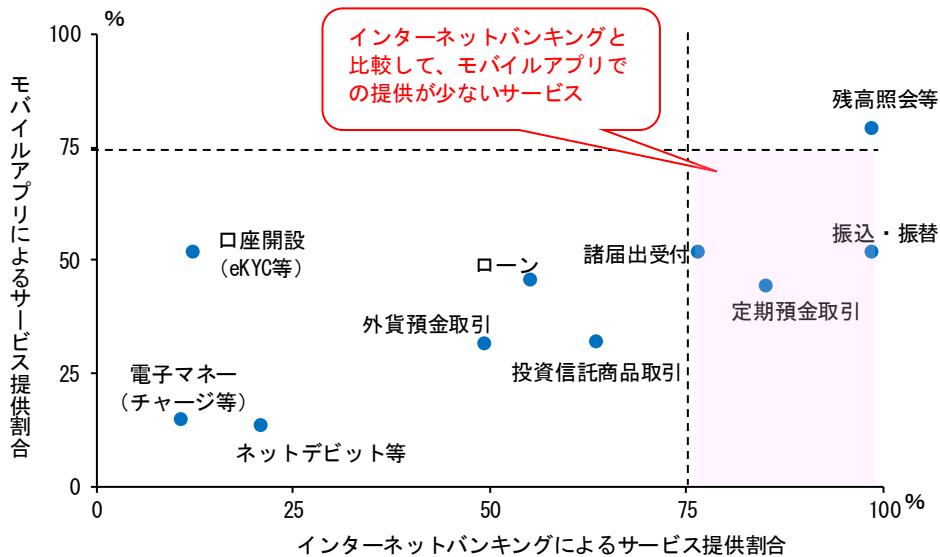 %
100
インターネットバンキングと
比較して、モバイルアプリで
の提供が少ないサービス
残高照会等
75
モバイルアプリによるサービス提供割合
口座開設
（eKYC等）
ローン
諸届出受付
振込・振替
50
定期預金取引
外貨預金取引
投資信託商品取引
25
電子マネー
（チャージ等）
ネットデビット等
0
0
25
50
75
100
%
インターネットバンキングによるサービス提供割合